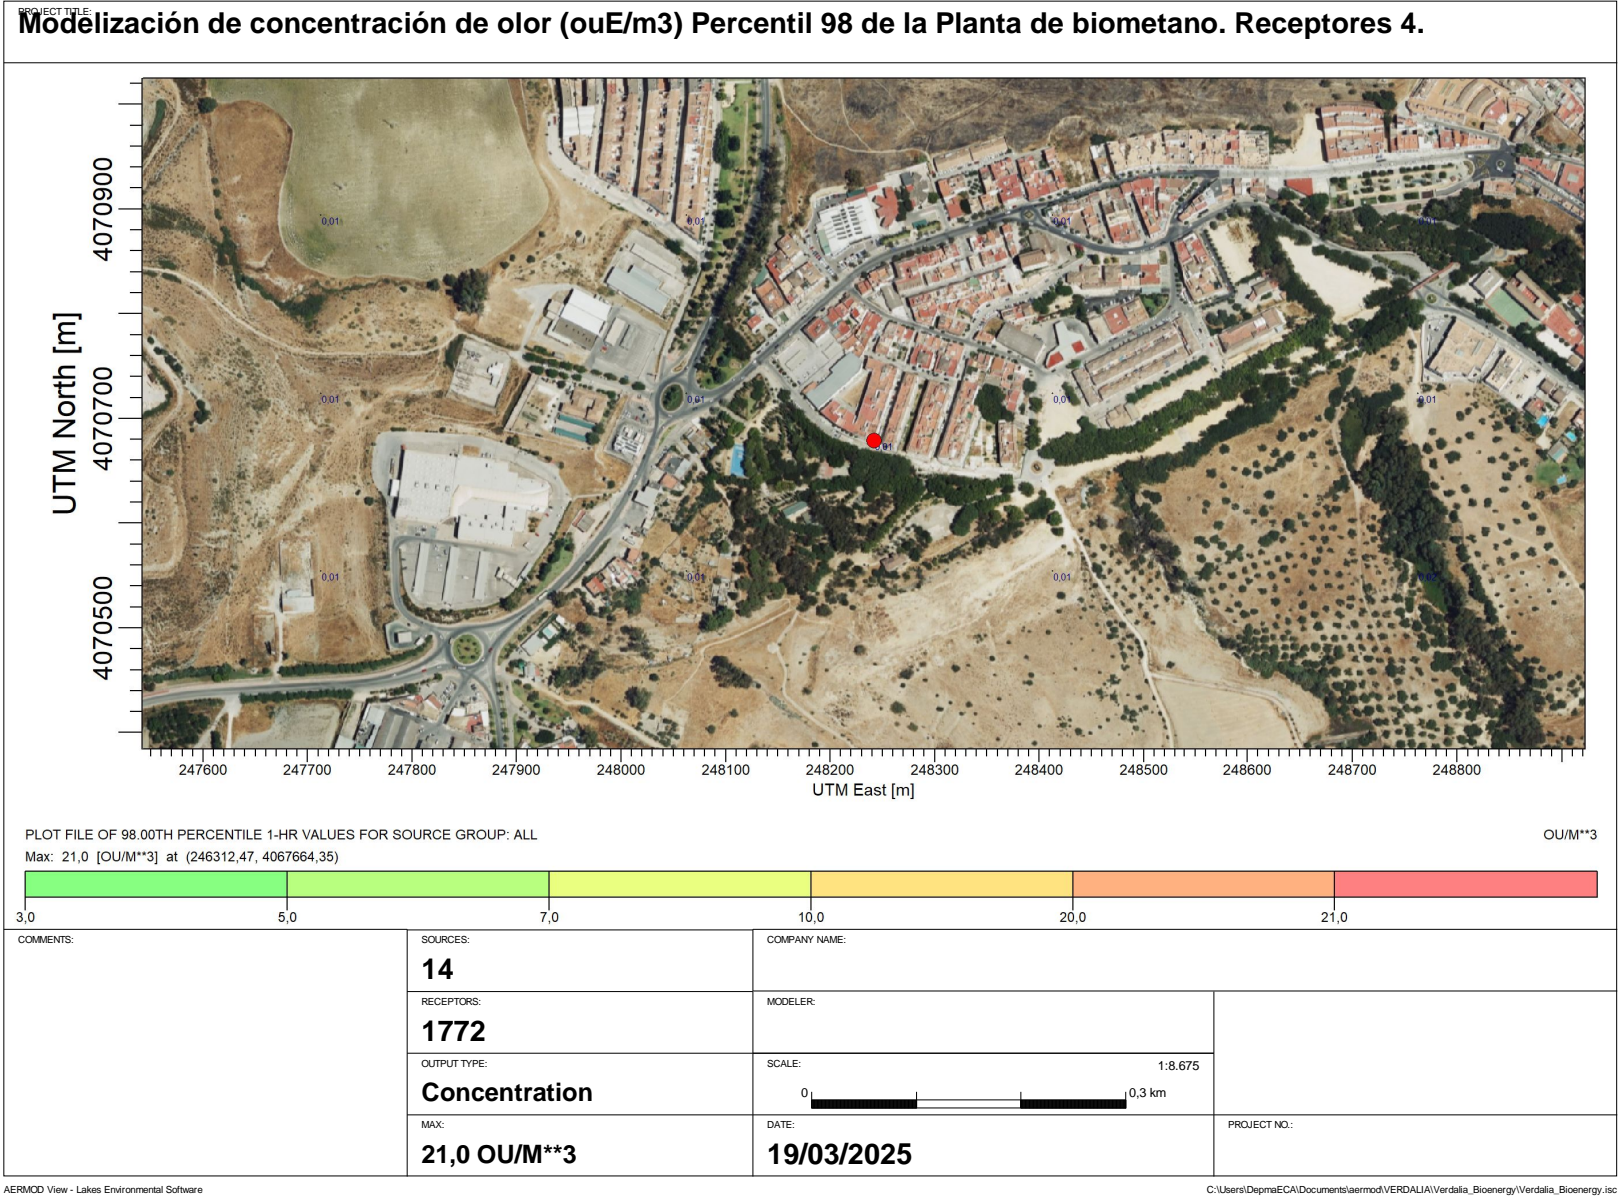 PROJECT TITLE:
Modelización de concentración de olor (ouE/m3) Percentil 98 de la Planta de biometano. Receptores 4.
UTM North [m]
4070900
4070700
4070500
0,01 0,01 0,01 0,01
0,01 0,01 0,01 0,01
0,01 0,01 0,01 0,02
247600 247700 247800 247900 248000 248100 248200 248300 248400 248500 248600 248700 248800
UTM East [m]
PLOT FILE OF 98.00TH PERCENTILE 1-HR VALUES FOR SOURCE GROUP: ALL
OU/M**3
Max: 21,0 [OU/M**3] at (246312,47, 4067664,35)
3,0 5,0 7,0 10,0 20,0 21,0
COMMENTS:
SOURCES:
14
COMPANY NAME:
RECEPTORS:
1772
MODELER:
OUTPUT TYPE:
Concentration
SCALE:
1:8.675
0 0,3 km
MAX:
21,0 OU/M**3
DATE:
19/03/2025
PROJECT NO.:
AERMOD View - Lakes Environmental Software
C:\Users\DepmaECA\Documents\aermod\VERDALIA\Verdalia_Bioenergy\Verdalia_Bioenergy.isc